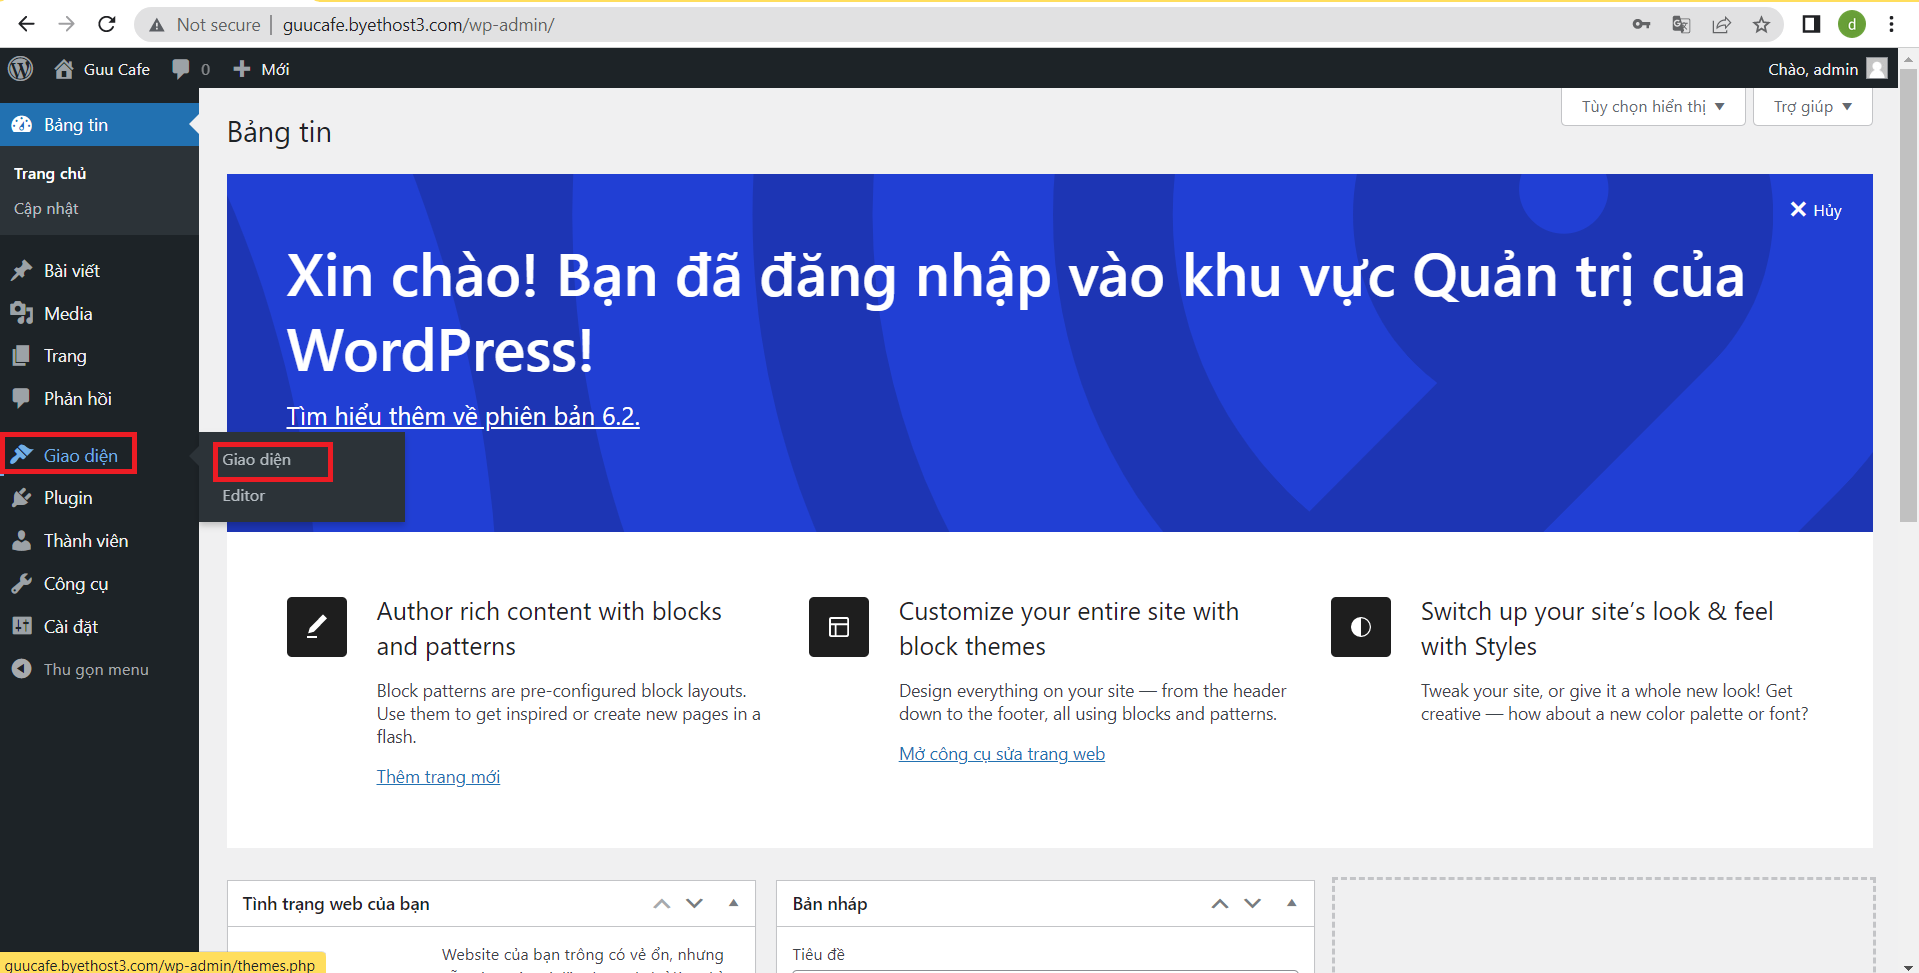 Not secure | guucafe.byethost3.com/wp-admin/
d
Guu Cafe 0 Mới
Chào, admin
Bảng tin
Trang chủ
Cập nhật
Bài viết
Media
Trang
Phản hồi
Giao diện
Plugin
Thành viên
Công cụ
Cài đặt
Thu gọn menu
Giao diện
Editor
Tùy chọn hiển thị
Trợ giúp
Bảng tin
Hủy
Xin chào! Bạn đã đăng nhập vào khu vực Quản trị của
WordPress!
Tìm hiểu thêm về phiên bản 6.2.
Author rich content with blocks
and patterns
Block patterns are pre-configured block layouts.
Use them to get inspired or create new pages in a
flash.
Thêm trang mới
Customize your entire site with
block themes
Design everything on your site — from the header
down to the footer, all using blocks and patterns.
Mở công cụ sửa trang web
Switch up your site’s look & feel
with Styles
Tweak your site, or give it a whole new look! Get
creative — how about a new color palette or font?
Tình trạng web của bạn
Website của bạn trông có vẻ ổn, nhưng
Bản nháp
Tiêu đề
guucafe.byethost3.com/wp-admin/themes.php